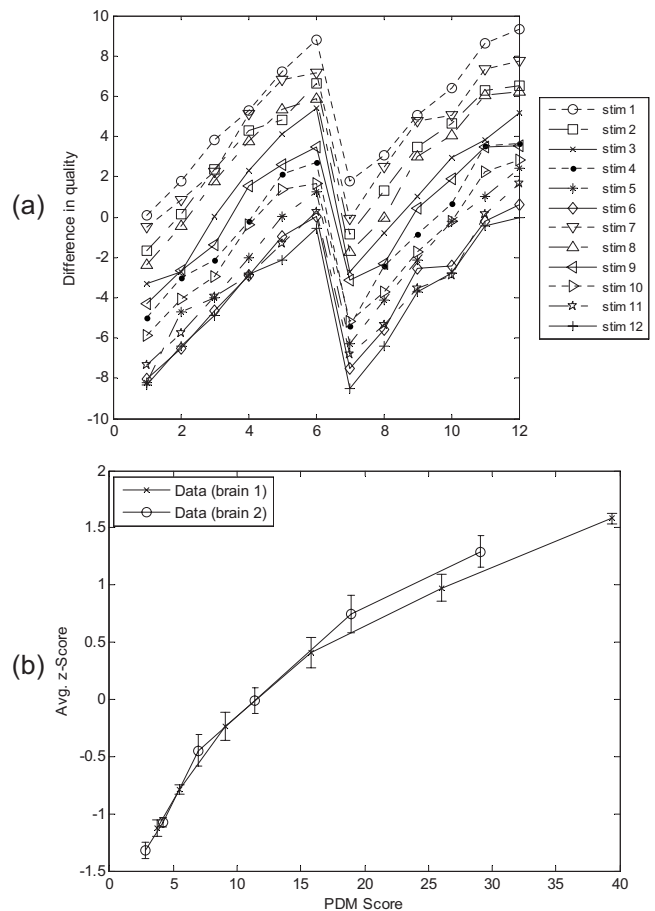 10
8
6
4
2
0
-2
-4
-6
-8
-10
0 2 4 6 8 10 12
Difference in quality
(a)
stim 1
stim 2
stim 3
stim 4
stim 5
stim 6
stim 7
stim 8
stim 9
stim 10
stim 11
stim 12
2
1.5
1
0.5
0
-0.5
-1
-1.5
0 5 10 15 20 25 30 35 40
Avg. z-Score
PDM Score
(b)
Data (brain 1)
Data (brain 2)